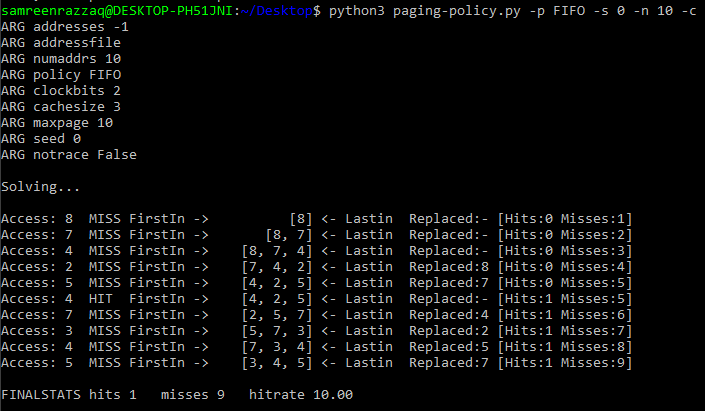 samreenrazzaq@DESKTOP-PH51JNI:~/Desktop$ python3 paging-policy.py -p FIFO -s 0 -n 10 -c
ARG addresses -1
ARG addressfile
ARG numaddrs 10
ARG policy FIFO
ARG clockbits 2
ARG cachesize 3
ARG maxpage 10
ARG seed 0
ARG notrace False
Solving...
Access: 8  MISS FirstIn ->          [8] <- Lastin  Replaced:- [Hits:0 Misses:1]
Access: 7  MISS FirstIn ->       [8, 7] <- Lastin  Replaced:- [Hits:0 Misses:2]
Access: 4  MISS FirstIn ->    [8, 7, 4] <- Lastin  Replaced:- [Hits:0 Misses:3]
Access: 2  MISS FirstIn ->    [7, 4, 2] <- Lastin  Replaced:8 [Hits:0 Misses:4]
Access: 5  MISS FirstIn ->    [4, 2, 5] <- Lastin  Replaced:7 [Hits:0 Misses:5]
Access: 4  HIT  FirstIn ->    [4, 2, 5] <- Lastin  Replaced:- [Hits:1 Misses:5]
Access: 7  MISS FirstIn ->    [2, 5, 7] <- Lastin  Replaced:4 [Hits:1 Misses:6]
Access: 3  MISS FirstIn ->    [5, 7, 3] <- Lastin  Replaced:2 [Hits:1 Misses:7]
Access: 4  MISS FirstIn ->    [7, 3, 4] <- Lastin  Replaced:5 [Hits:1 Misses:8]
Access: 5  MISS FirstIn ->    [3, 4, 5] <- Lastin  Replaced:7 [Hits:1 Misses:9]
FINALSTATS hits 1   misses 9   hitrate 10.00